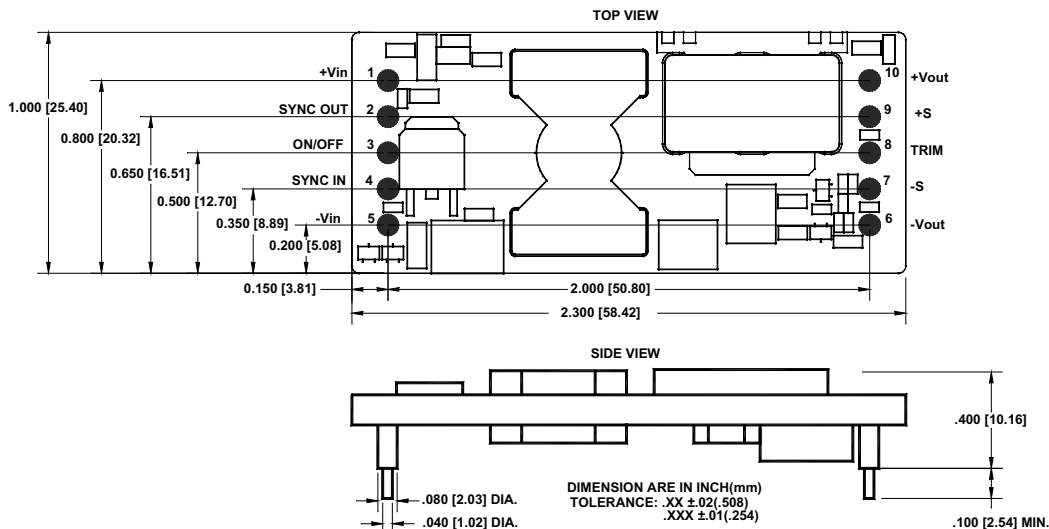 TOP VIEW
1.000 [25.40]
0.800 [20.32]
0.650 [16.51]
0.500 [12.70]
0.350 [8.89]
0.200 [5.08]
+Vin 1
SYNC OUT 2
ON/OFF 3
SYNC IN 4
-Vin 5
10 +Vout
9 +S
8 TRIM
7 -S
6 -Vout
0.150 [3.81]
2.000 [50.80]
2.300 [58.42]
SIDE VIEW
.400 [10.16]
.080 [2.03] DIA.
.040 [1.02] DIA.
DIMENSION ARE IN INCH(mm)
TOLERANCE: .XX ±.02(.508)
.XXX ±.01(.254)
.100 [2.54] MIN.